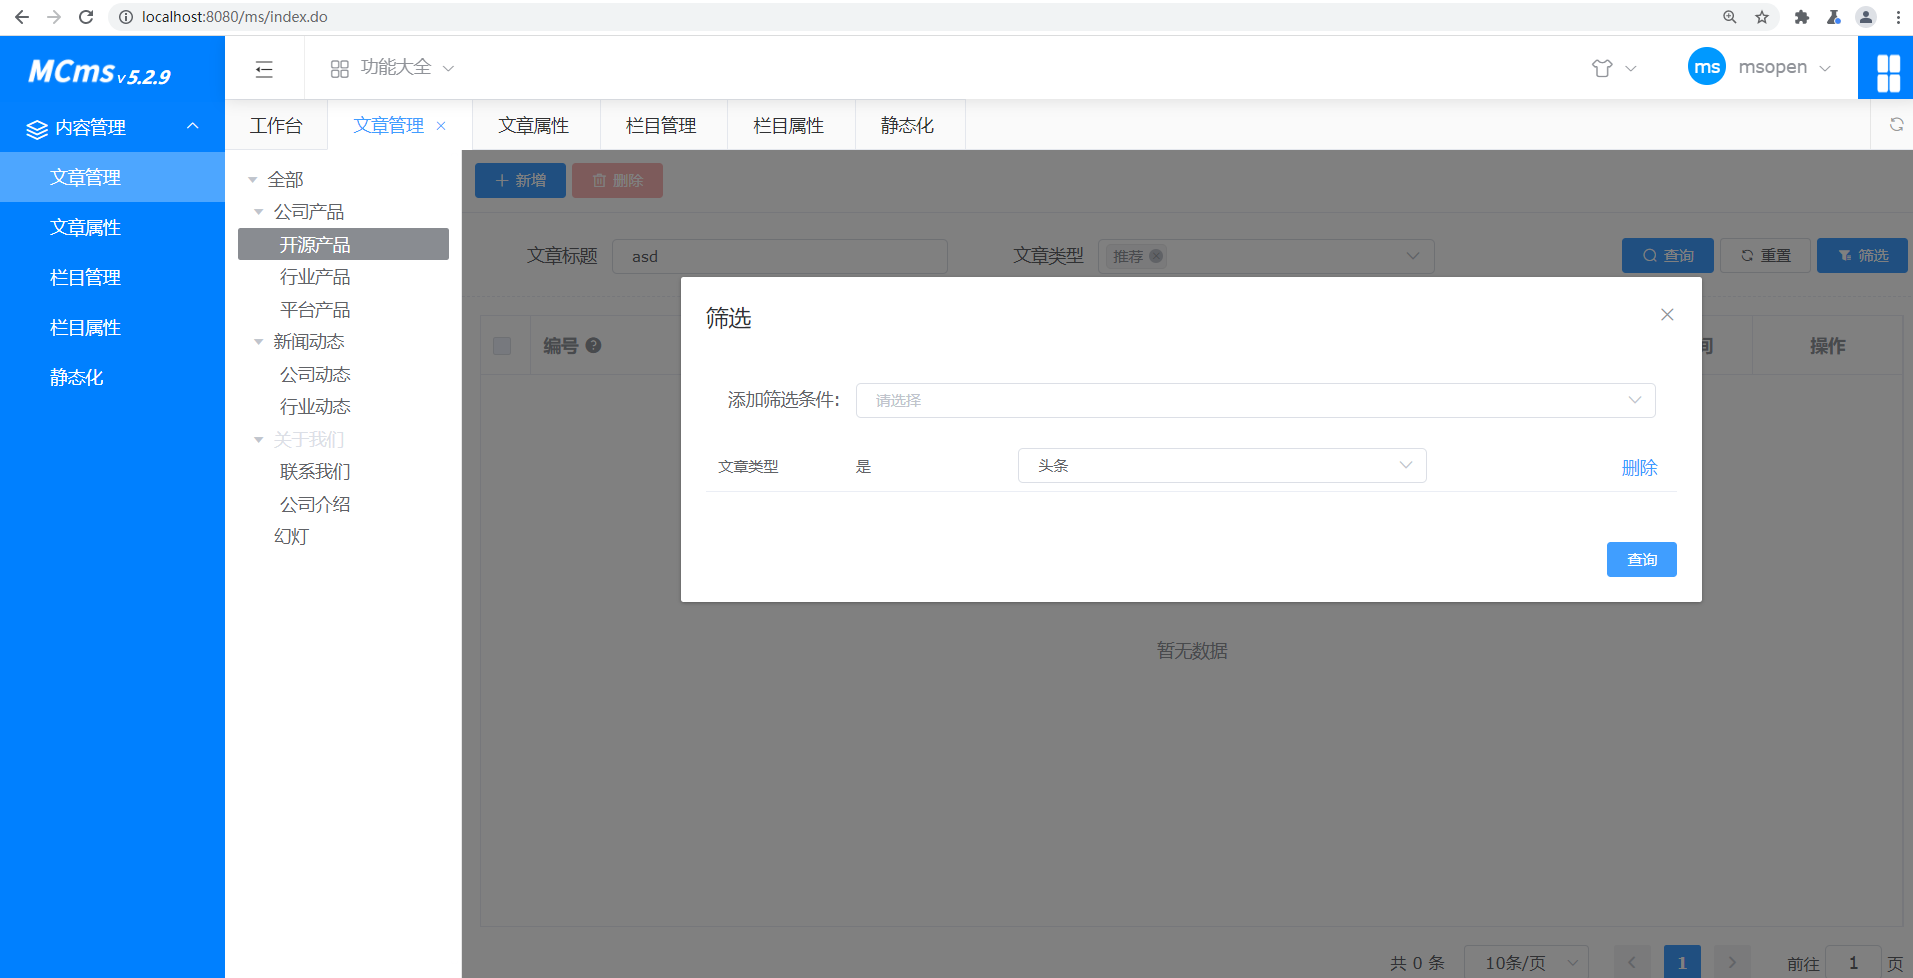 localhost:8080/ms/index.do
MCms v 5.2.9
功能大全
ms msopen
内容管理
文章管理
文章属性
栏目管理
栏目属性
静态化
工作台 文章管理 文章属性 栏目管理 栏目属性 静态化
全部
公司产品
开源产品
行业产品
平台产品
新闻动态
公司动态
行业动态
关于我们
联系我们
公司介绍
幻灯
新增 删除
文章标题 asd 文章类型 推荐 查询 重置 筛选
编号 间 操作
筛选
添加筛选条件: 请选择
文章类型 是 头条 删除
查询
暂无数据
共 0 条 10条/页 1 前往 1 页